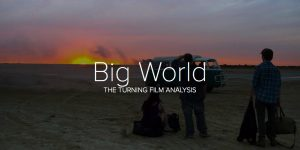 Big World
THE TURNING FILM ANALYSIS